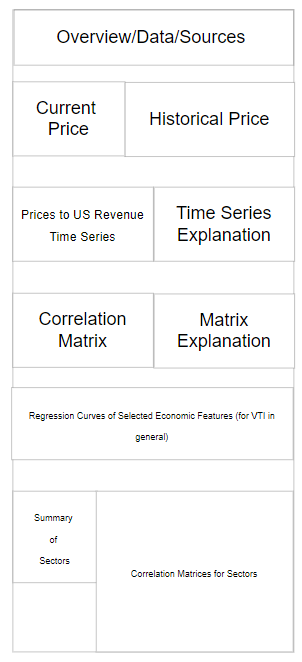 Overview/Data/Sources
Current
Price
Historical Price
Prices to US Revenue
Time Series
Time Series
Explanation
Correlation
Matrix
Matrix
Explanation
Regression Curves of Selected Economic Features (for VTI in
general)
Summary
of
Sectors
Correlation Matrices for Sectors